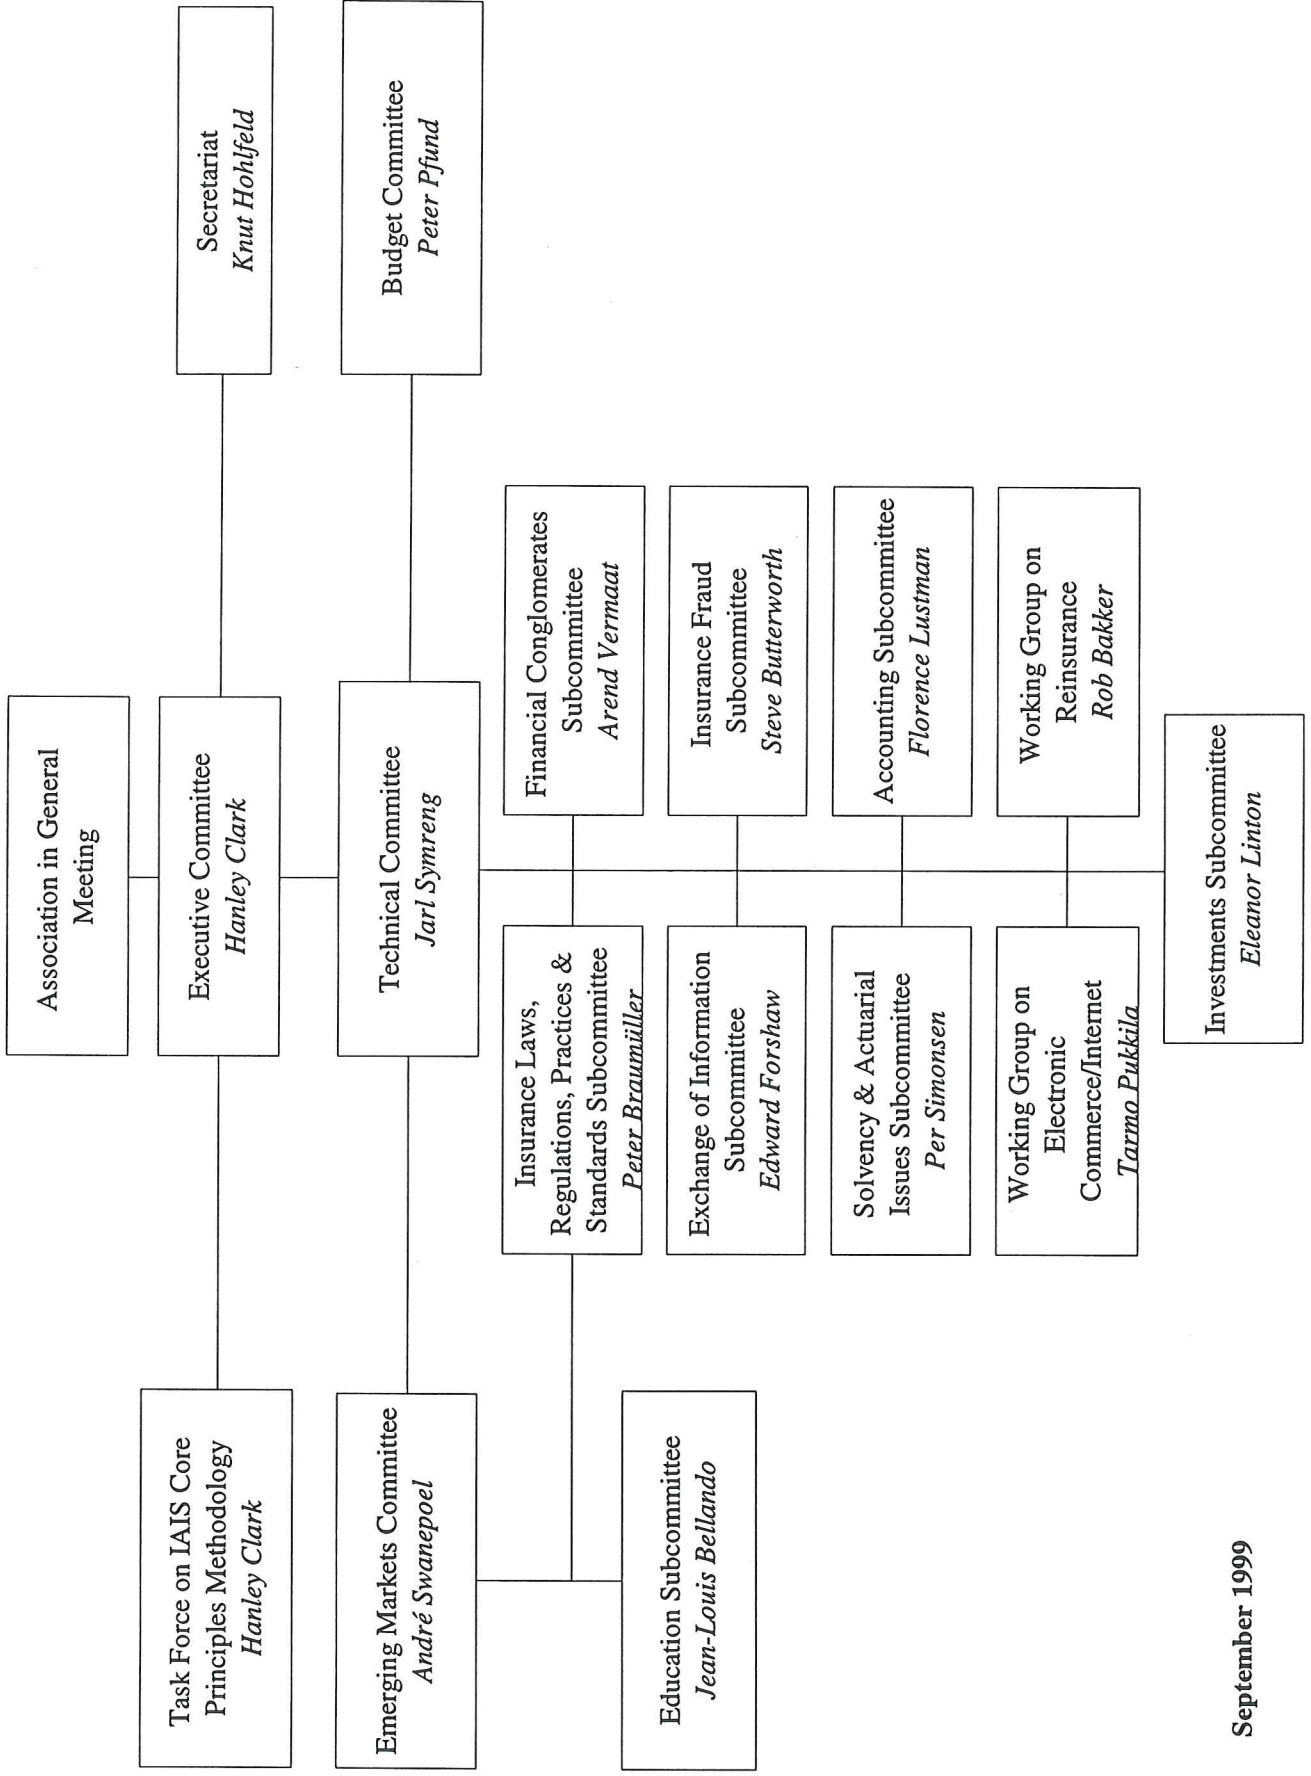 Association in General
Meeting
Task Force on IAIS Core
Principles Methodology
Hanley Clark
Executive Committee
Hanley Clark
Secretariat
Knut Hohlfeld
Emerging Markets Committee
André Swanepoel
Technical Committee
Jarl Symreng
Budget Committee
Peter Pfund
Insurance Laws,
Regulations, Practices &
Standards Subcommittee
Peter Braumüller
Financial Conglomerates
Subcommittee
Arend Vermaat
Education Subcommittee
Jean-Louis Bellando
Exchange of Information
Subcommittee
Edward Forshaw
Insurance Fraud
Subcommittee
Steve Butterworth
Solvency & Actuarial
Issues Subcommittee
Per Simonsen
Accounting Subcommittee
Florence Lustman
Working Group on
Electronic
Commerce/Internet
Tarmo Pukkila
Working Group on
Reinsurance
Rob Bakker
Investments Subcommittee
Eleanor Linton
September 1999